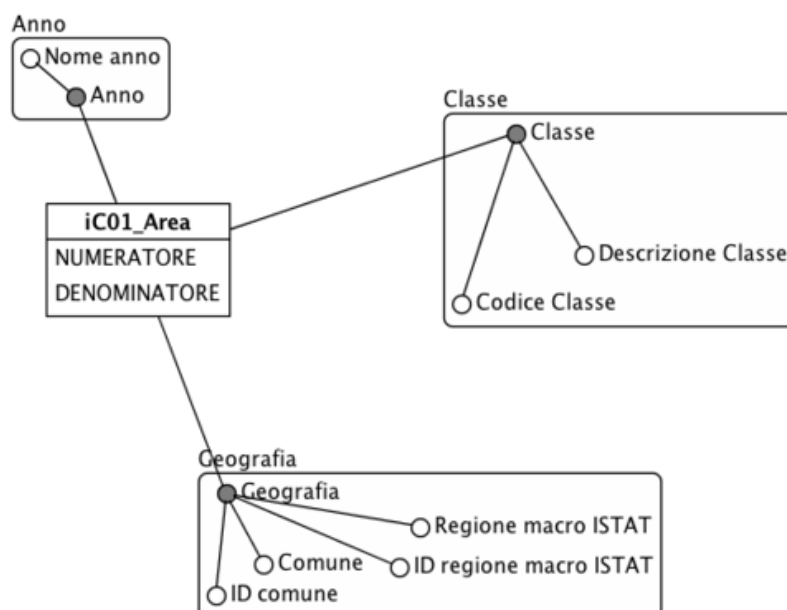 Anno
Nome anno
Anno
Classe
Classe
iC01_Area
NUMERATORE
DENOMINATORE
Descrizione Classe
Codice Classe
Geografia
Geografia
Regione macro ISTAT
Comune
ID regione macro ISTAT
ID comune